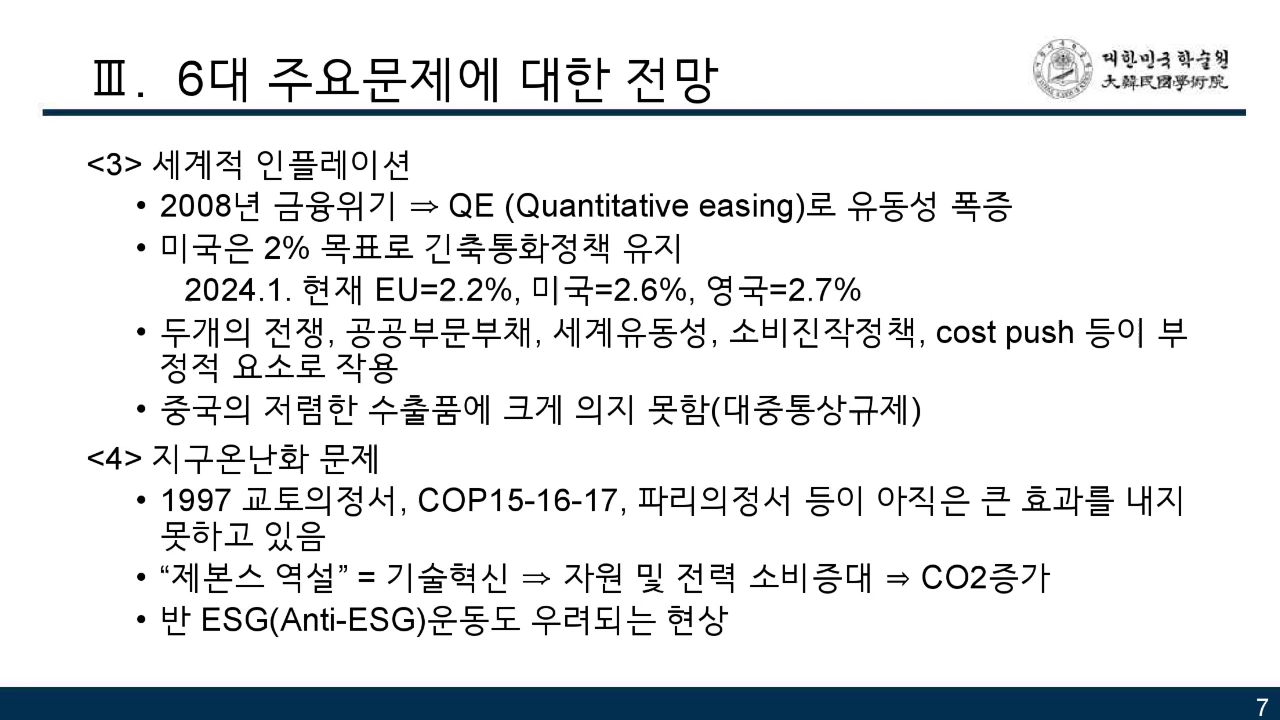 Ⅲ. 6대 주요문제에 대한 전망
대한민국학술원
大韓民國學術院
<3> 세계적 인플레이션
• 2008년 금융위기 ⇒ QE (Quantitative easing)로 유동성 폭증
• 미국은 2% 목표로 긴축통화정책 유지
2024.1. 현재 EU=2.2%, 미국=2.6%, 영국=2.7%
• 두개의 전쟁, 공공부문부채, 세계유동성, 소비진작정책, cost push 등이 부
정적 요소로 작용
• 중국의 저렴한 수출품에 크게 의지 못함(대중통상규제)
<4> 지구온난화 문제
• 1997 교토의정서, COP15-16-17, 파리의정서 등이 아직은 큰 효과를 내지
못하고 있음
• “제본스 역설” = 기술혁신 ⇒ 자원 및 전력 소비증대 ⇒ CO2증가
• 반 ESG(Anti-ESG)운동도 우려되는 현상
7